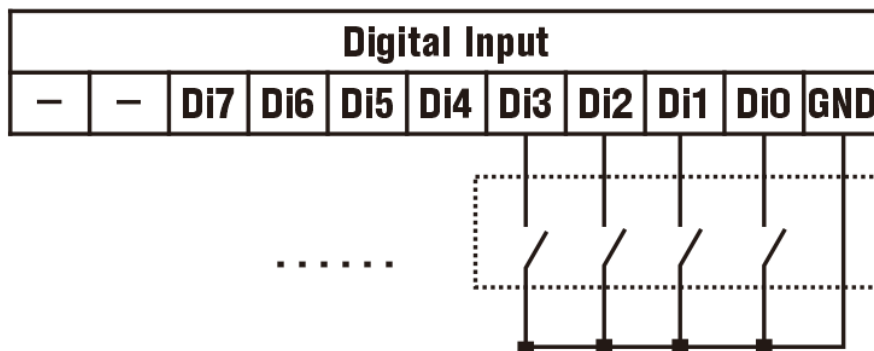 Digital Input
– – Di7 Di6 Di5 Di4 Di3 Di2 Di1 Di0 GND
......